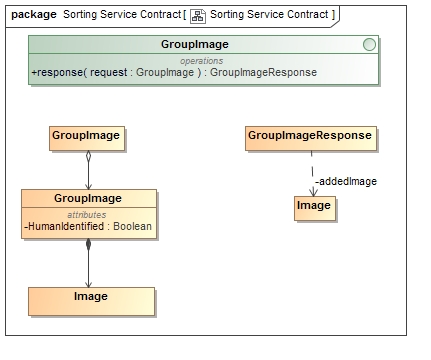 package Sorting Service Contract [ Sorting Service Contract ]
GroupImage
operations
+response( request : GroupImage ) : GroupImageResponse
GroupImage
GroupImageResponse
-addedImage
GroupImage
attributes
-HumanIdentified : Boolean
Image
Image